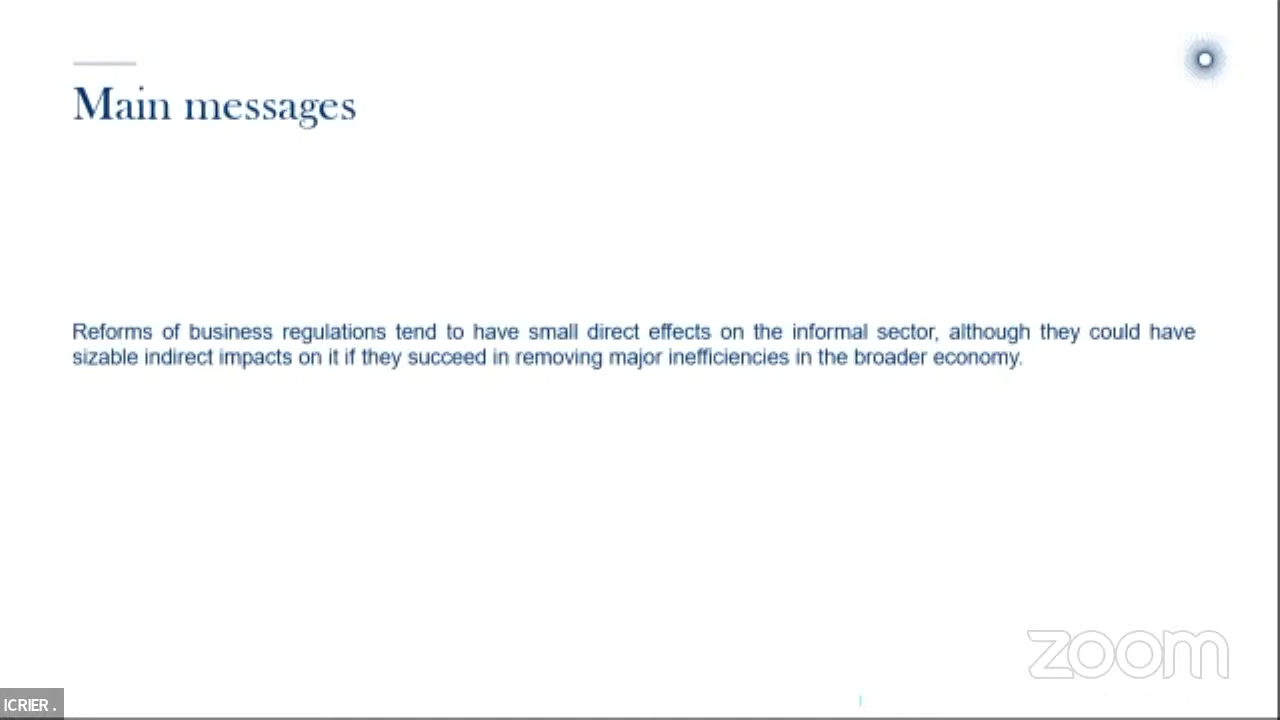 Main messages
Reforms of business regulations tend to have small direct effects on the informal sector, although they could have
sizable indirect impacts on it if they succeed in removing major inefficiencies in the broader economy.
zoom
ICRIER .